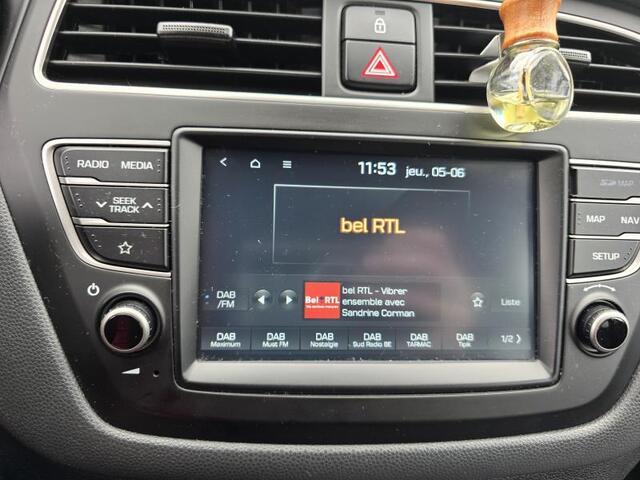 RADIO MEDIA
SEEK
TRACK
11:53 jeu., 05-06
bel RTL
DAB
/FM
Bel RTL
bel RTL - Vibrer
ensemble avec
Sandrine Corman
Liste
DAB
Maximum
DAB
Must FM
DAB
Nostalgie
DAB
Sud Radio BE
DAB
TARMAC
DAB
Tipik
1/2
MAP
MAP NAV
SETUP